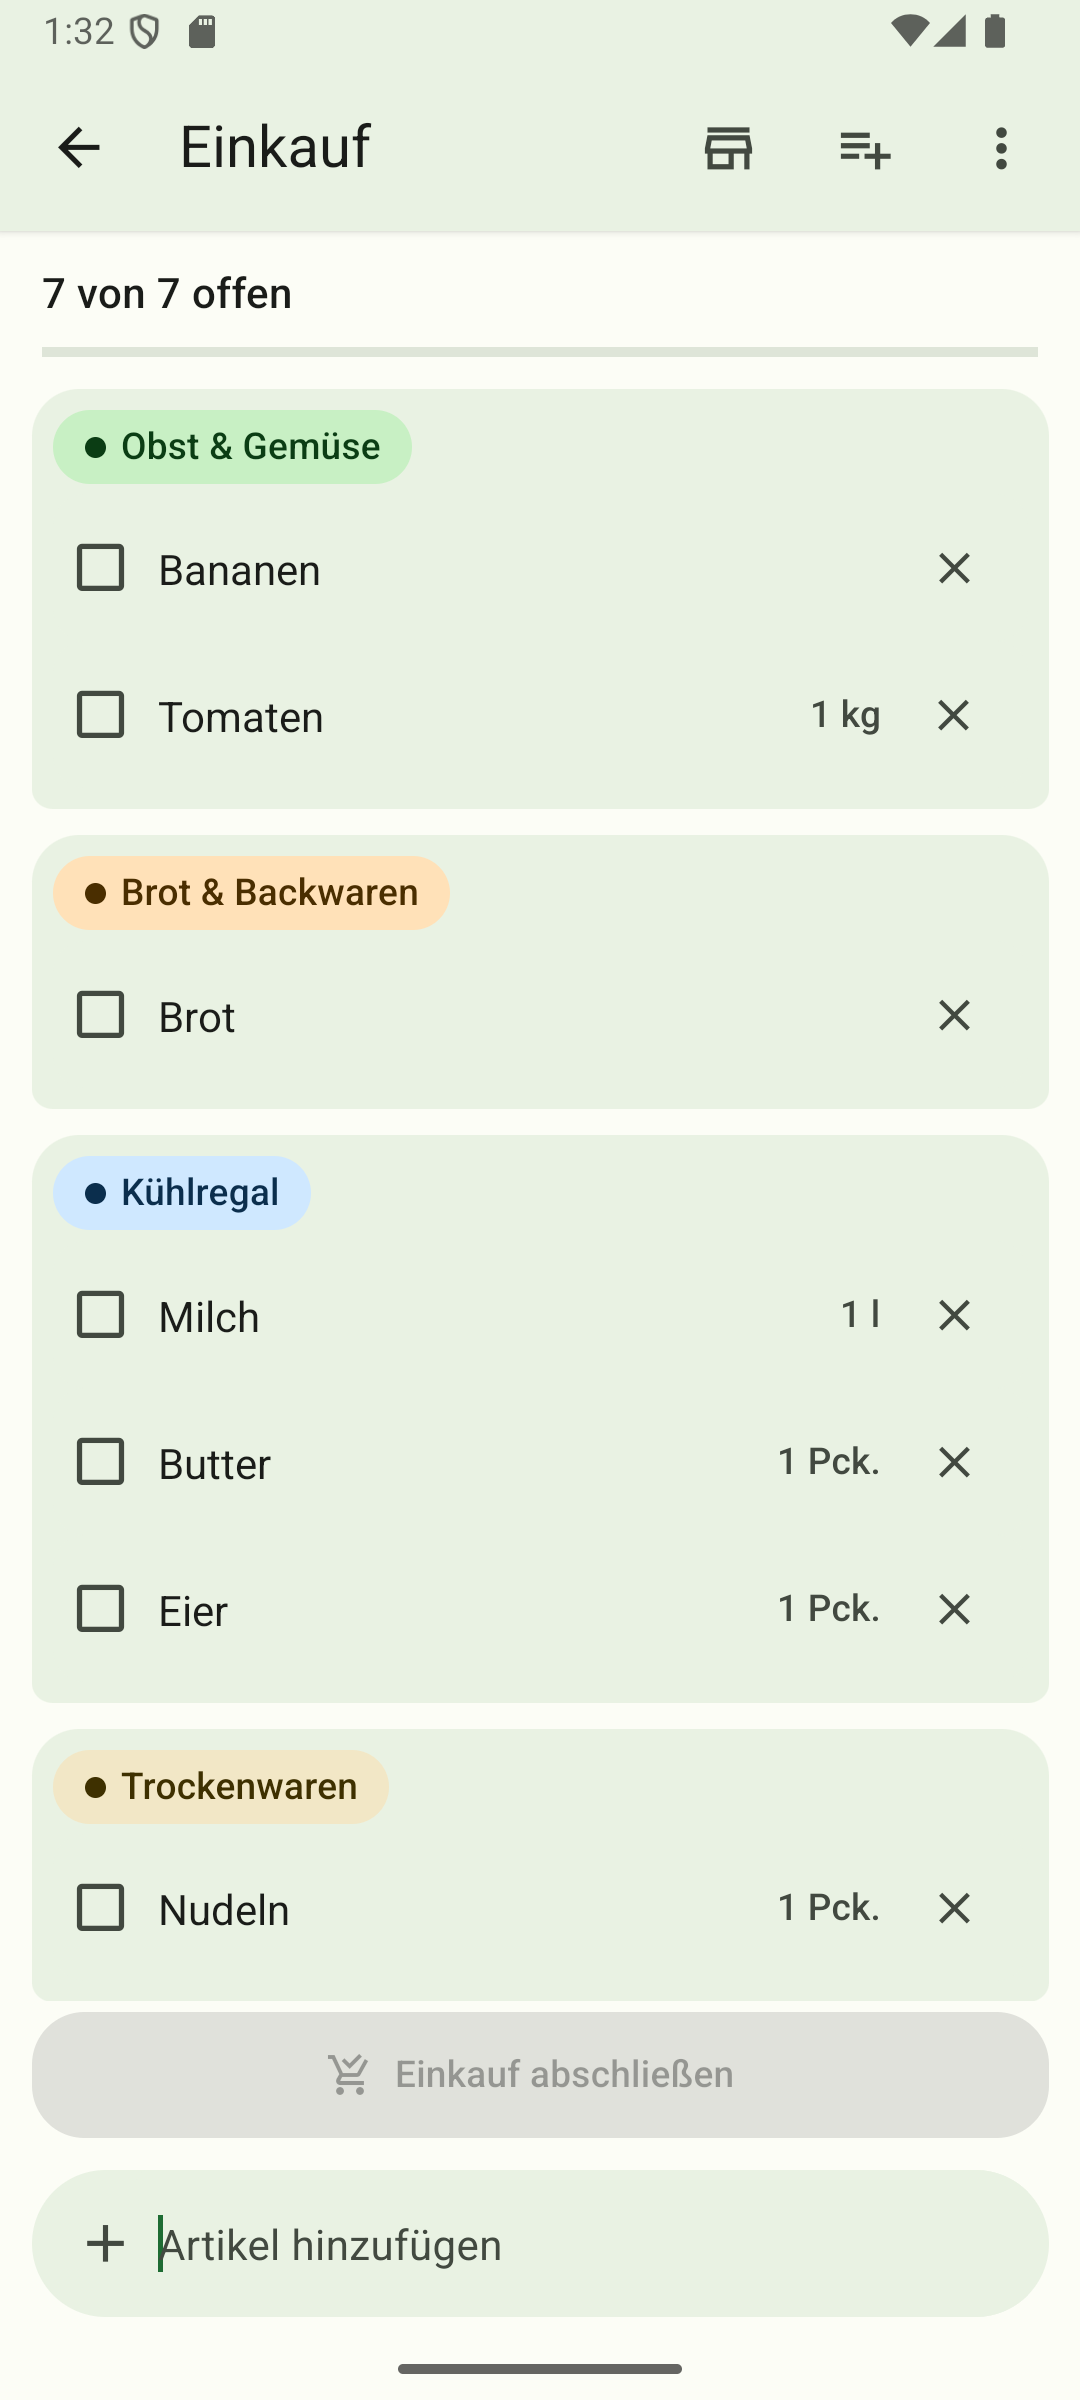 1:32
Einkauf
7 von 7 offen
Obst & Gemüse
Bananen
Tomaten 1 kg
Brot & Backwaren
Brot
Kühlregal
Milch 1 l
Butter 1 Pck.
Eier 1 Pck.
Trockenwaren
Nudeln 1 Pck.
Einkauf abschließen
Artikel hinzufügen